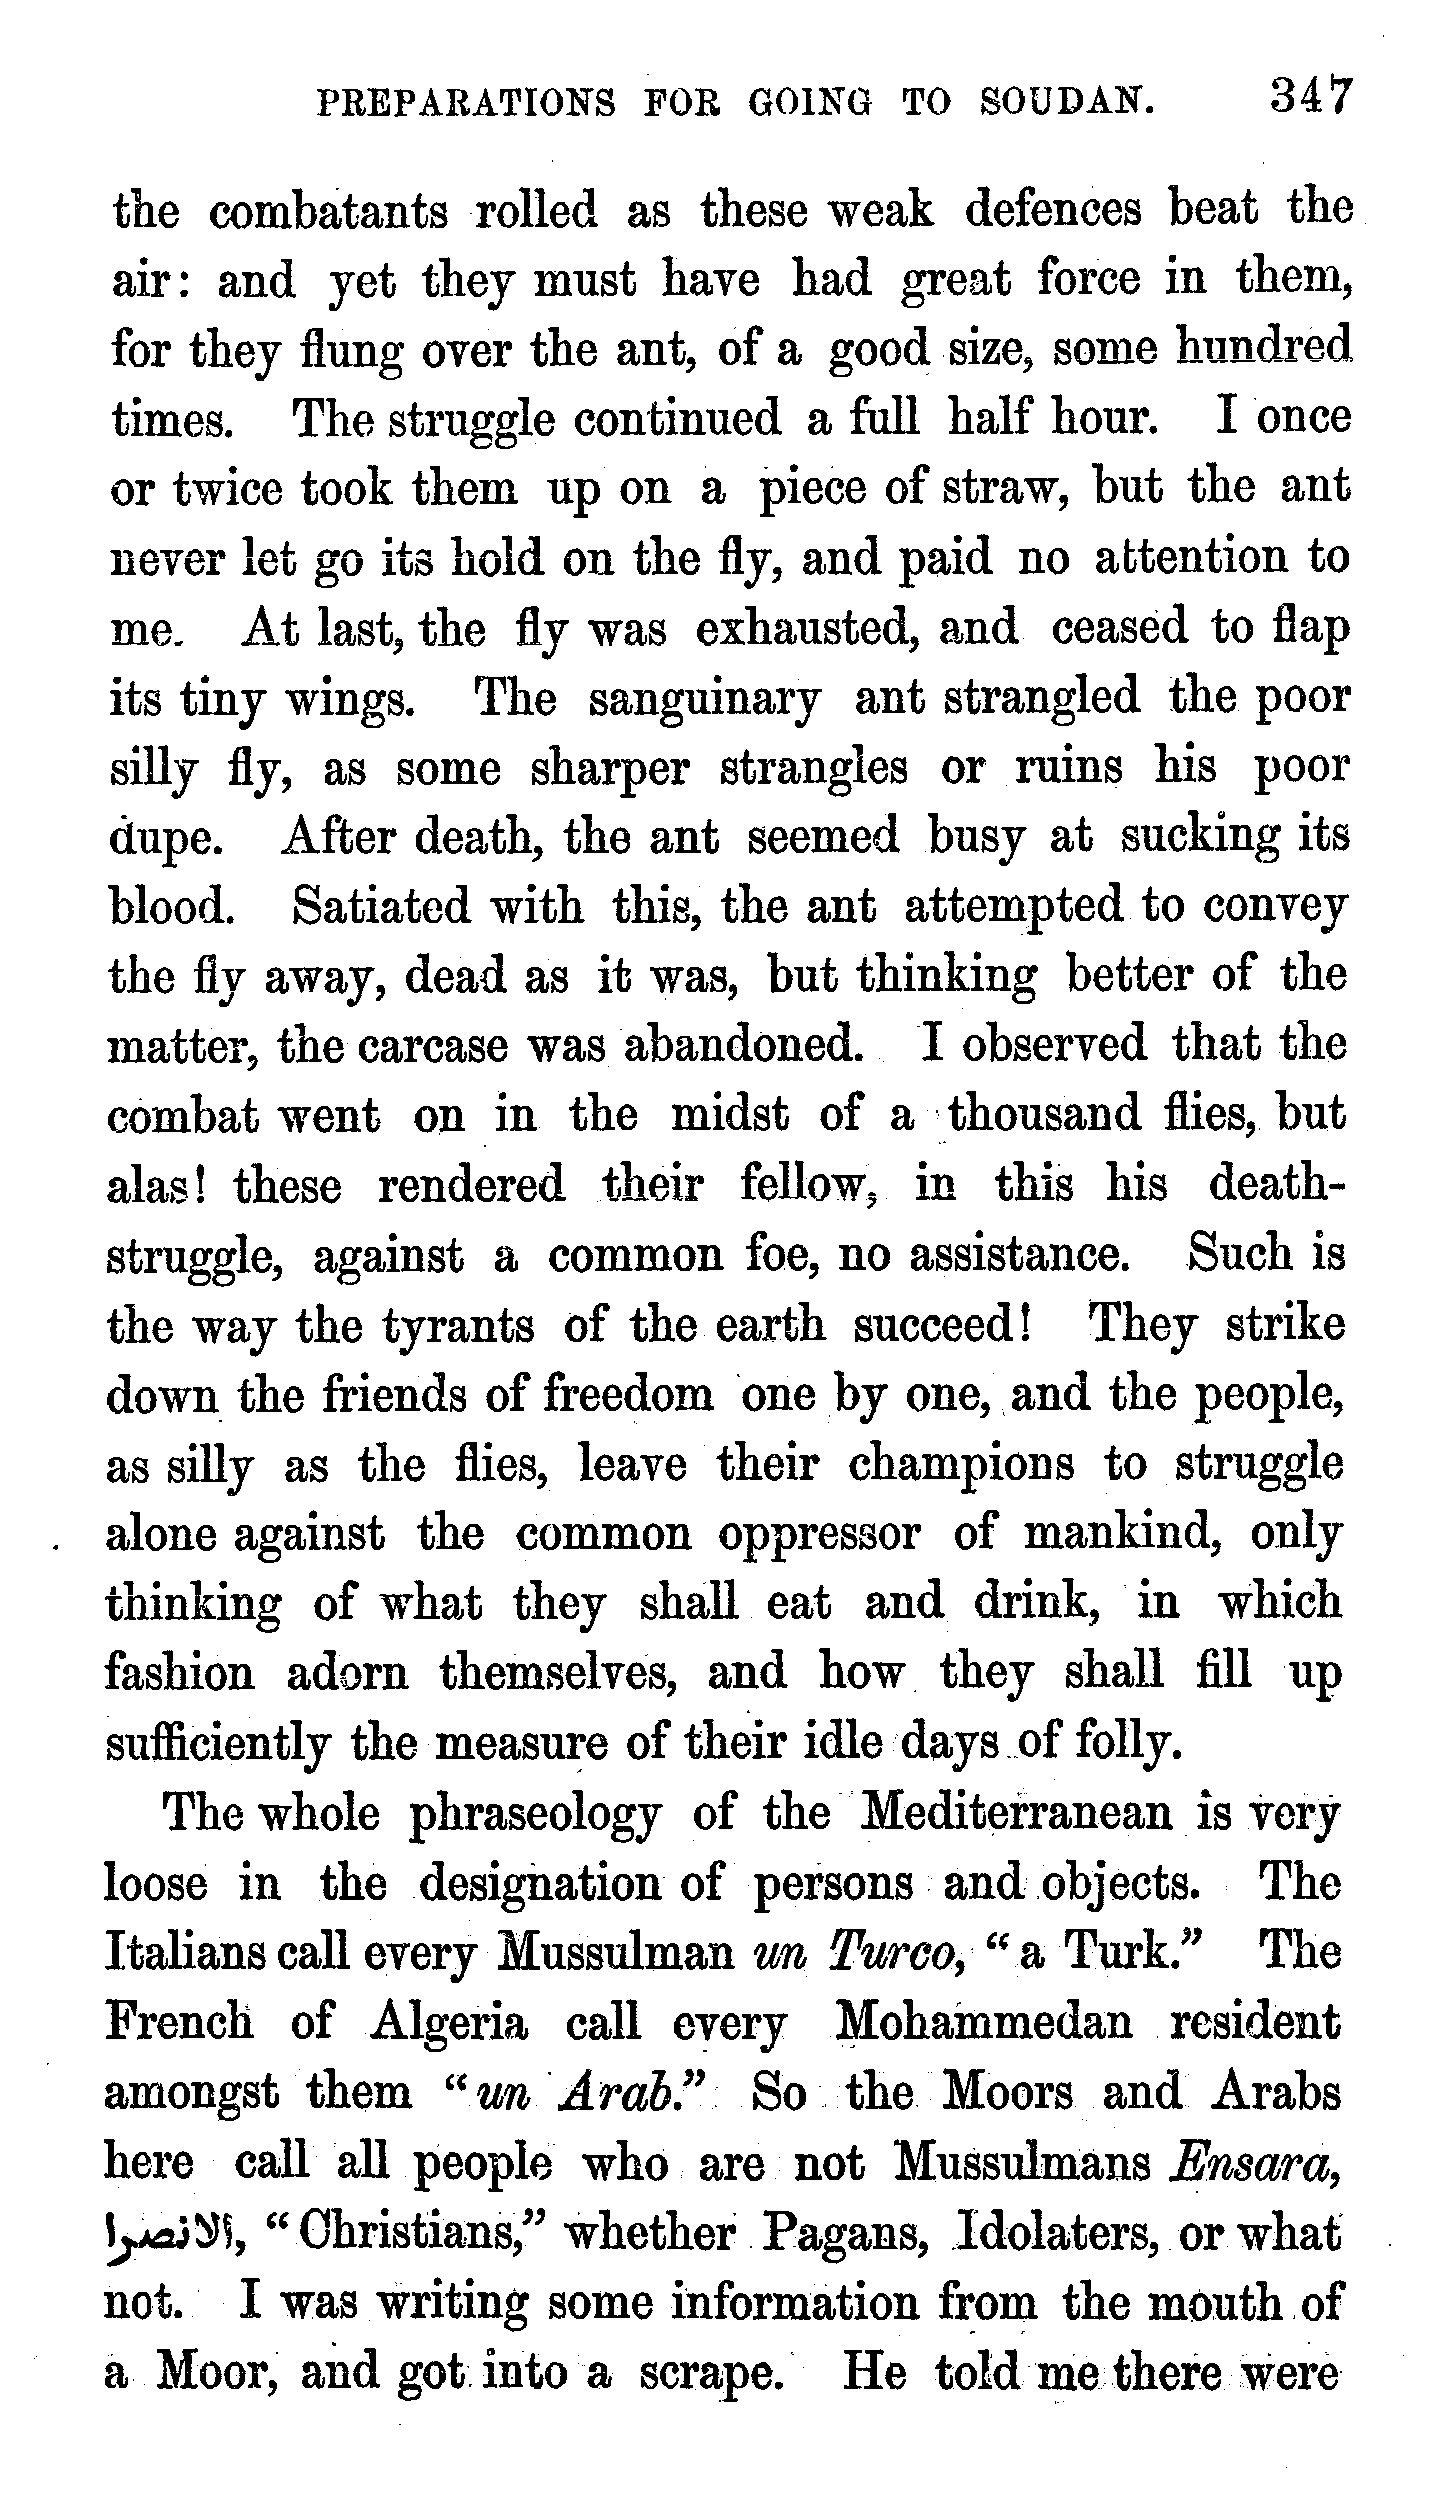 PREPARATIONS FOR GOING TO SOUDAN. 347
the combatants rolled as these weak defences beat the
air: and yet they must have had great force in them,
for they flung over the ant, of a good size, some hundred
times. The struggle continued a full half hour. I once
or twice took them up on a piece of straw, but the ant
never let go its hold on the fly, and paid no attention to
me. At last, the fly was exhausted, and ceased to flap
its tiny wings. The sanguinary ant strangled the poor
silly fly, as some sharper strangles or ruins his poor
dupe. After death, the ant seemed busy at sucking its
blood. Satiated with this, the ant attempted to convey
the fly away, dead as it was, but thinking better of the
matter, the carcase was abandoned. I observed that the
combat went on in the midst of a thousand flies, but
alas! these rendered their fellow, in this his death-
struggle, against a common foe, no assistance. Such is
the way the tyrants of the earth succeed! They strike
down the friends of freedom one by one, and the people,
as silly as the flies, leave their champions to struggle
alone against the common oppressor of mankind, only
thinking of what they shall eat and drink, in which
fashion adorn themselves, and how they shall fill up
sufficiently the measure of their idle days of folly.
The whole phraseology of the Mediterranean is very
loose in the designation of persons and objects. The
Italians call every Mussulman un Turco, "a Turk." The
French of Algeria call every Mohammedan resident
amongst them "un Arab." So the Moors and Arabs
here call all people who are not Mussulmans Ensara,
الانصرا, "Christians," whether Pagans, Idolaters, or what
not. I was writing some information from the mouth of
a Moor, and got into a scrape. He told me there were